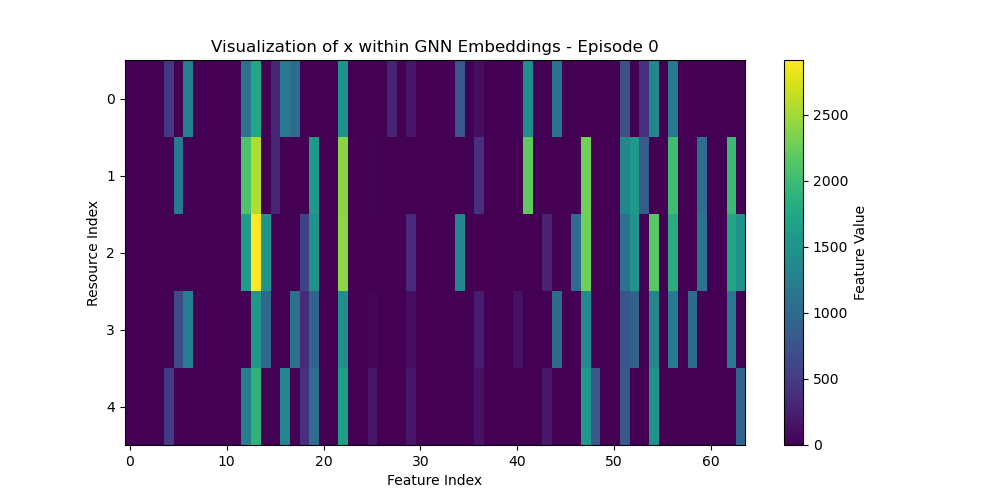 Visualization of x within GNN Embeddings - Episode 0
Resource Index
0
1
2
3
4
0 10 20 30 40 50 60
Feature Index
2500
2000
1500
1000
500
0
Feature Value